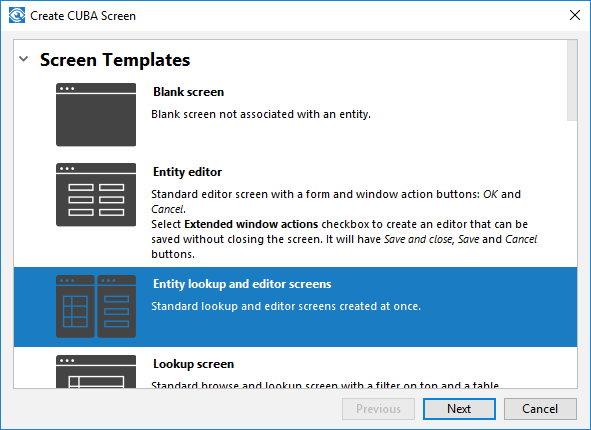 Create CUBA Screen
Screen Templates
Blank screen
Blank screen not associated with an entity.
Entity editor
Standard editor screen with a form and window action buttons: OK and
Cancel.
Select Extended window actions checkbox to create an editor that can be
saved without closing the screen. It will have Save and close, Save and Cancel
buttons.
Entity lookup and editor screens
Standard lookup and editor screens created at once.
Lookup screen
Standard browse and lookup screen with a filter on top and a table
Previous
Next
Cancel